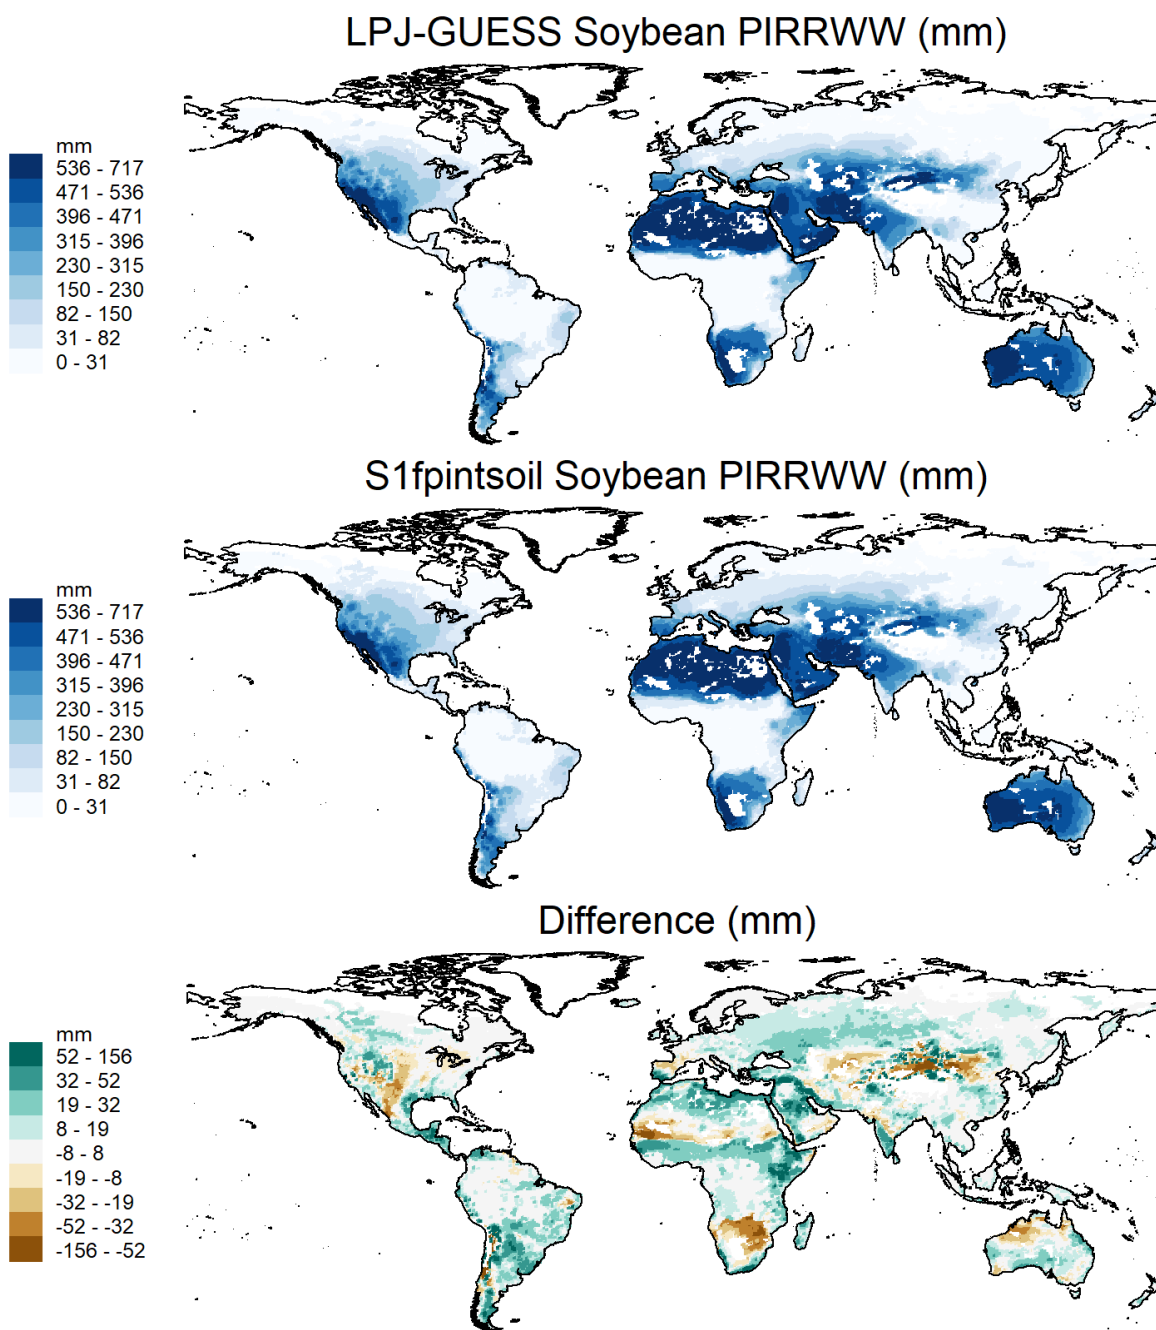 LPJ-GUESS Soybean PIRRWW (mm)
mm
536 - 717
471 - 536
396 - 471
315 - 396
230 - 315
150 - 230
82 - 150
31 - 82
0 - 31
S1fpintsoil Soybean PIRRWW (mm)
mm
536 - 717
471 - 536
396 - 471
315 - 396
230 - 315
150 - 230
82 - 150
31 - 82
0 - 31
Difference (mm)
mm
52 - 156
32 - 52
19 - 32
8 - 19
-8 - 8
-19 - -8
-32 - -19
-52 - -32
-156 - -52